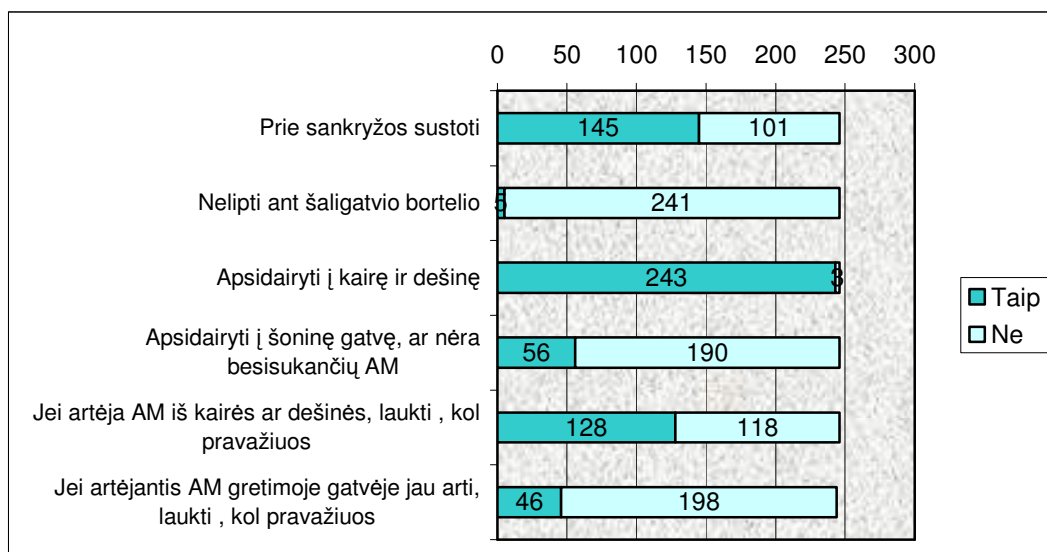 0 50 100 150 200 250 300
Prie sankryžos sustoti
145 101
Nelipti ant šaligatvio bortelio
5 241
Apsidairyti į kairę ir dešinę
243 3
Apsidairyti į šoninę gatvę, ar nėra
besisukančių AM
56 190
Jei artėja AM iš kairės ar dešinės, laukti , kol
pravažiuos
128 118
Jei artėjantis AM gretimoje gatvėje jau arti,
laukti , kol pravažiuos
46 198
Taip
Ne